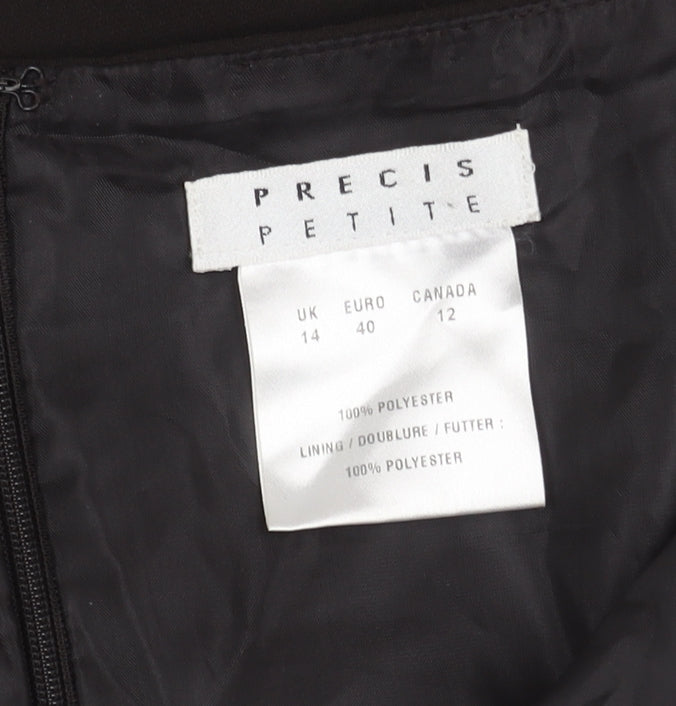 PRECIS
PETITE
UK EURO CANADA
14 40 12
100% POLYESTER
LINING / DOUBLURE / FUTTER :
100% POLYESTER